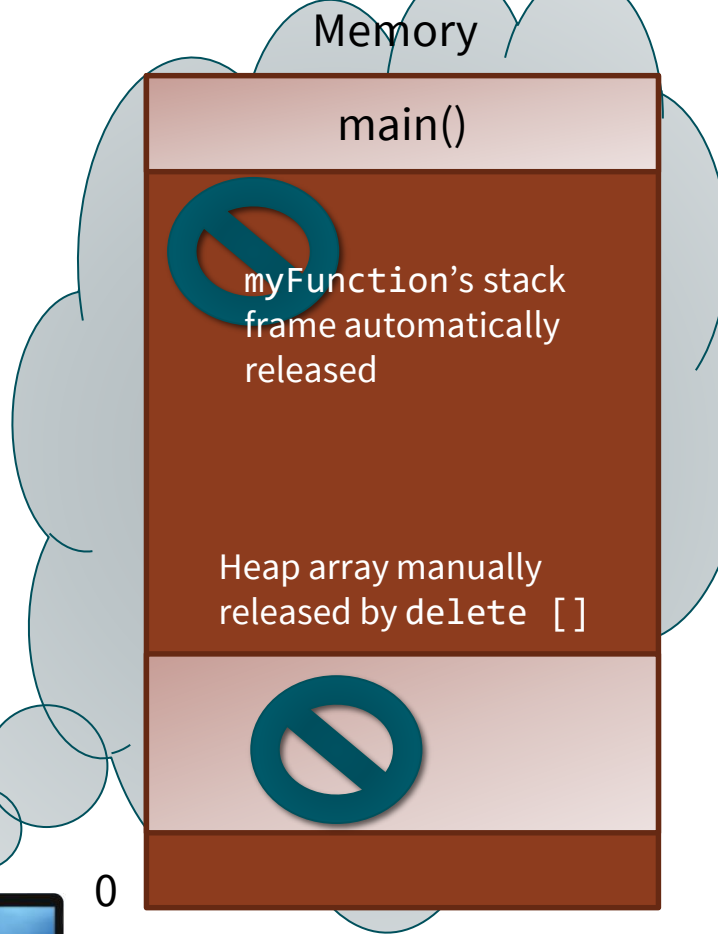 Memory
main()
myFunction’s stack
frame automatically
released
Heap array manually
released by delete []
0